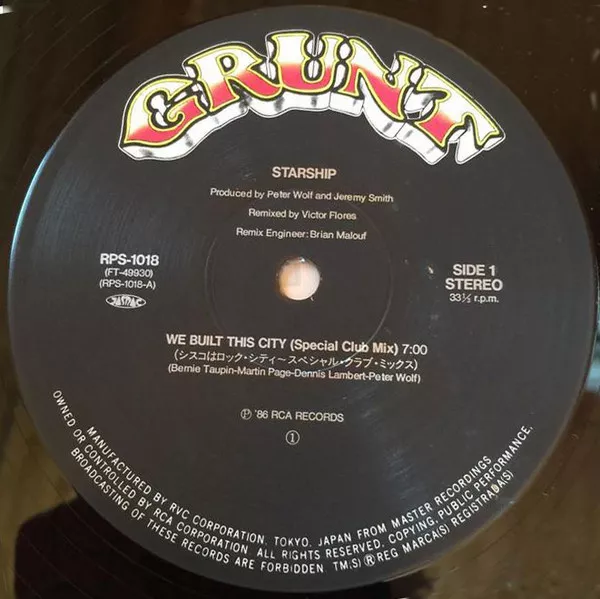 GRUNT
STARSHIP
Produced by Peter Wolf and Jeremy Smith
Remixed by Victor Flores
Remix Engineer: Brian Malouf
RPS-1018
(FT-49930)
(RPS-1018-A)
JASRAC
SIDE 1
STEREO
33⅓ r.p.m.
WE BUILT THIS CITY (Special Club Mix) 7:00
(シスコはロック・シティ〜スペシャル・クラブ・ミックス)
(Bernie Taupin-Martin Page-Dennis Lambert-Peter Wolf)
Ⓟ '86 RCA RECORDS
①
MANUFACTURED BY RVC CORPORATION, TOKYO, JAPAN FROM MASTER RECORDINGS
OWNED OR CONTROLLED BY RCA CORPORATION. ALL RIGHTS RESERVED. COPYING, PUBLIC PERFORMANCE,
BROADCASTING OF THESE RECORDS ARE FORBIDDEN TM(S)®REG MARCA(S) REGISTRADA(S)